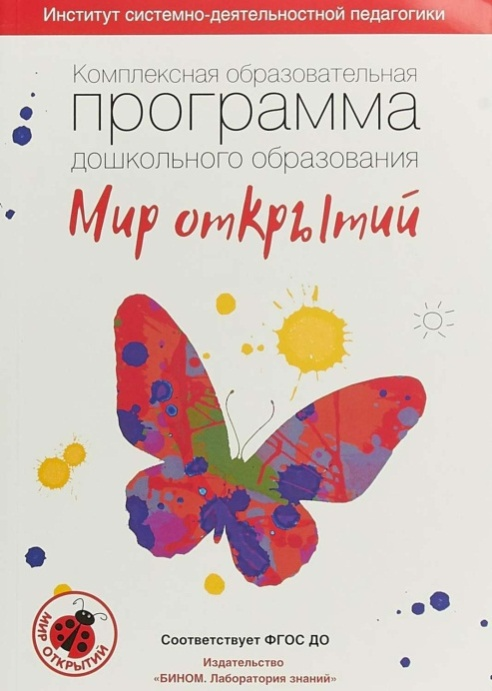 Институт системно-деятельностной педагогики
Комплексная образовательная
программа
дошкольного образования
Мир открытий
МИР ОТКРЫТИЙ
Соответствует ФГОС ДО
Издательство
«БИНОМ. Лаборатория знаний»